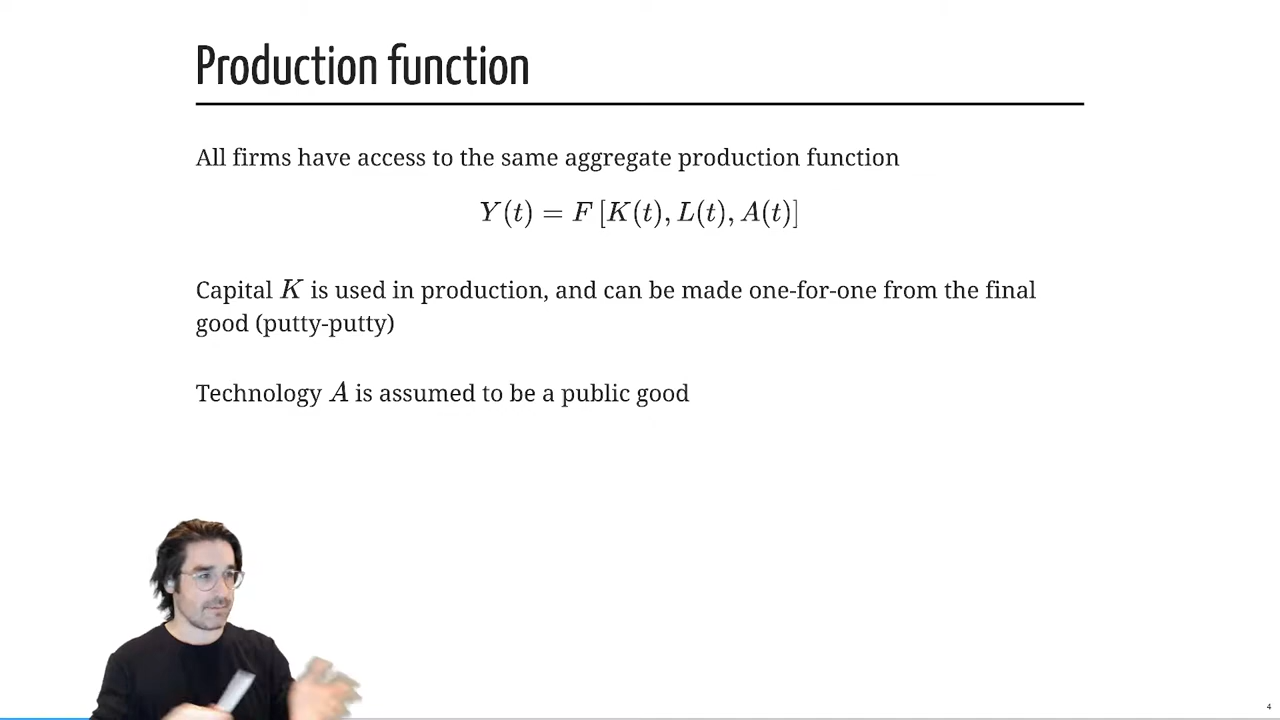 Production function
All firms have access to the same aggregate production function
Y(t) = F [K(t), L(t), A(t)]
Capital K is used in production, and can be made one-for-one from the final
good (putty-putty)
Technology A is assumed to be a public good
4